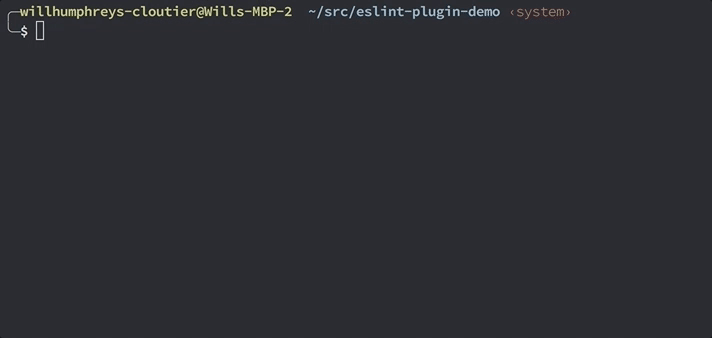 willhumphreys-cloutier@Wills-MBP-2 ~/src/eslint-plugin-demo ‹system›
$